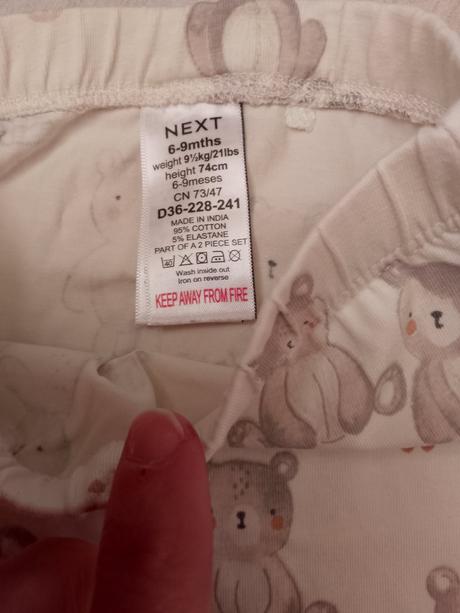 NEXT
6-9mths
weight 9½kg/21lbs
height 74cm
6-9meses
CN 73/47
D36-228-241
MADE IN INDIA
95% COTTON
5% ELASTANE
PART OF A 2 PIECE SET
40
Wash inside out
Iron on reverse
KEEP AWAY FROM FIRE